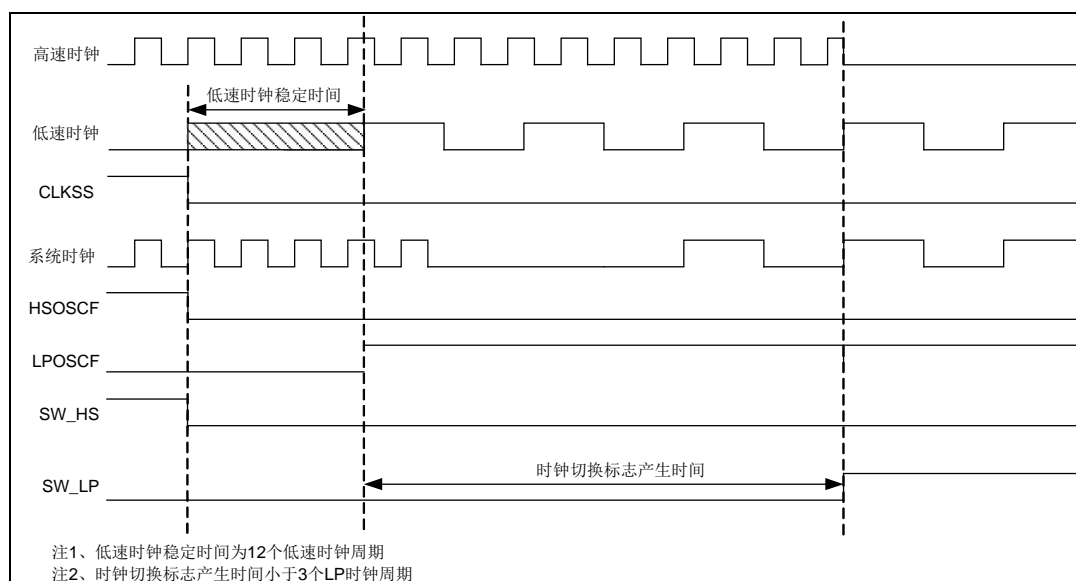 高速时钟
低速时钟稳定时间
低速时钟
CLKSS
系统时钟
HSOSCF
LPOSCF
SW_HS
时钟切换标志产生时间
SW_LP
注1、低速时钟稳定时间为12个低速时钟周期
注2、时钟切换标志产生时间小于3个LP时钟周期